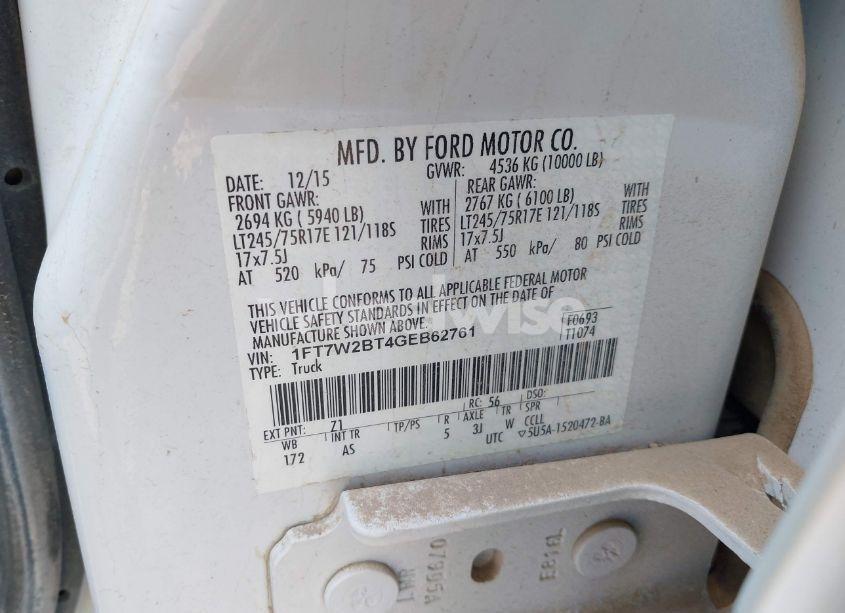 MFD. BY FORD MOTOR CO.
DATE: 12/15 GVWR: 4536 KG (10000 LB)
FRONT GAWR: REAR GAWR:
2694 KG ( 5940 LB) WITH 2767 KG ( 6100 LB) WITH
LT245/75R17E 121/118S TIRES LT245/75R17E 121/118S TIRES
17x7.5J RIMS 17x7.5J RIMS
AT 520 kPa/ 75 PSI COLD AT 550 kPa/ 80 PSI COLD
THIS VEHICLE CONFORMS TO ALL APPLICABLE FEDERAL MOTOR
VEHICLE SAFETY STANDARDS IN EFFECT ON THE DATE OF
MANUFACTURE SHOWN ABOVE. F0693
VIN: 1FT7W2BT4GEB62761 T1074
TYPE: Truck
EXT PNT: Z1 RC: 56 DSO:
WB INT TR TP/PS R AXLE TR SPR
172 AS 5 3J W CCLL
UTC ▽5U5A-1520472-BA
07995A
E81BL